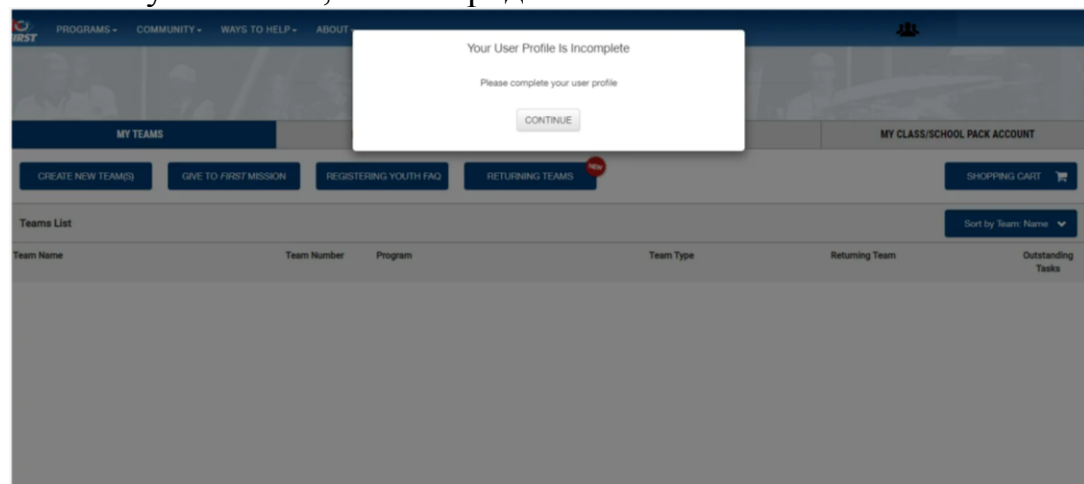 FIRST
PROGRAMS
COMMUNITY
WAYS TO HELP
ABOUT
Your User Profile Is Incomplete
Please complete your user profile
CONTINUE
MY TEAMS
MY CLASS/SCHOOL PACK ACCOUNT
CREATE NEW TEAM(S)
GIVE TO FIRST MISSION
REGISTERING YOUTH FAQ
RETURNING TEAMS
NEW
SHOPPING CART
Teams List
Sort by Team: Name
Team Name
Team Number
Program
Team Type
Returning Team
Outstanding
Tasks